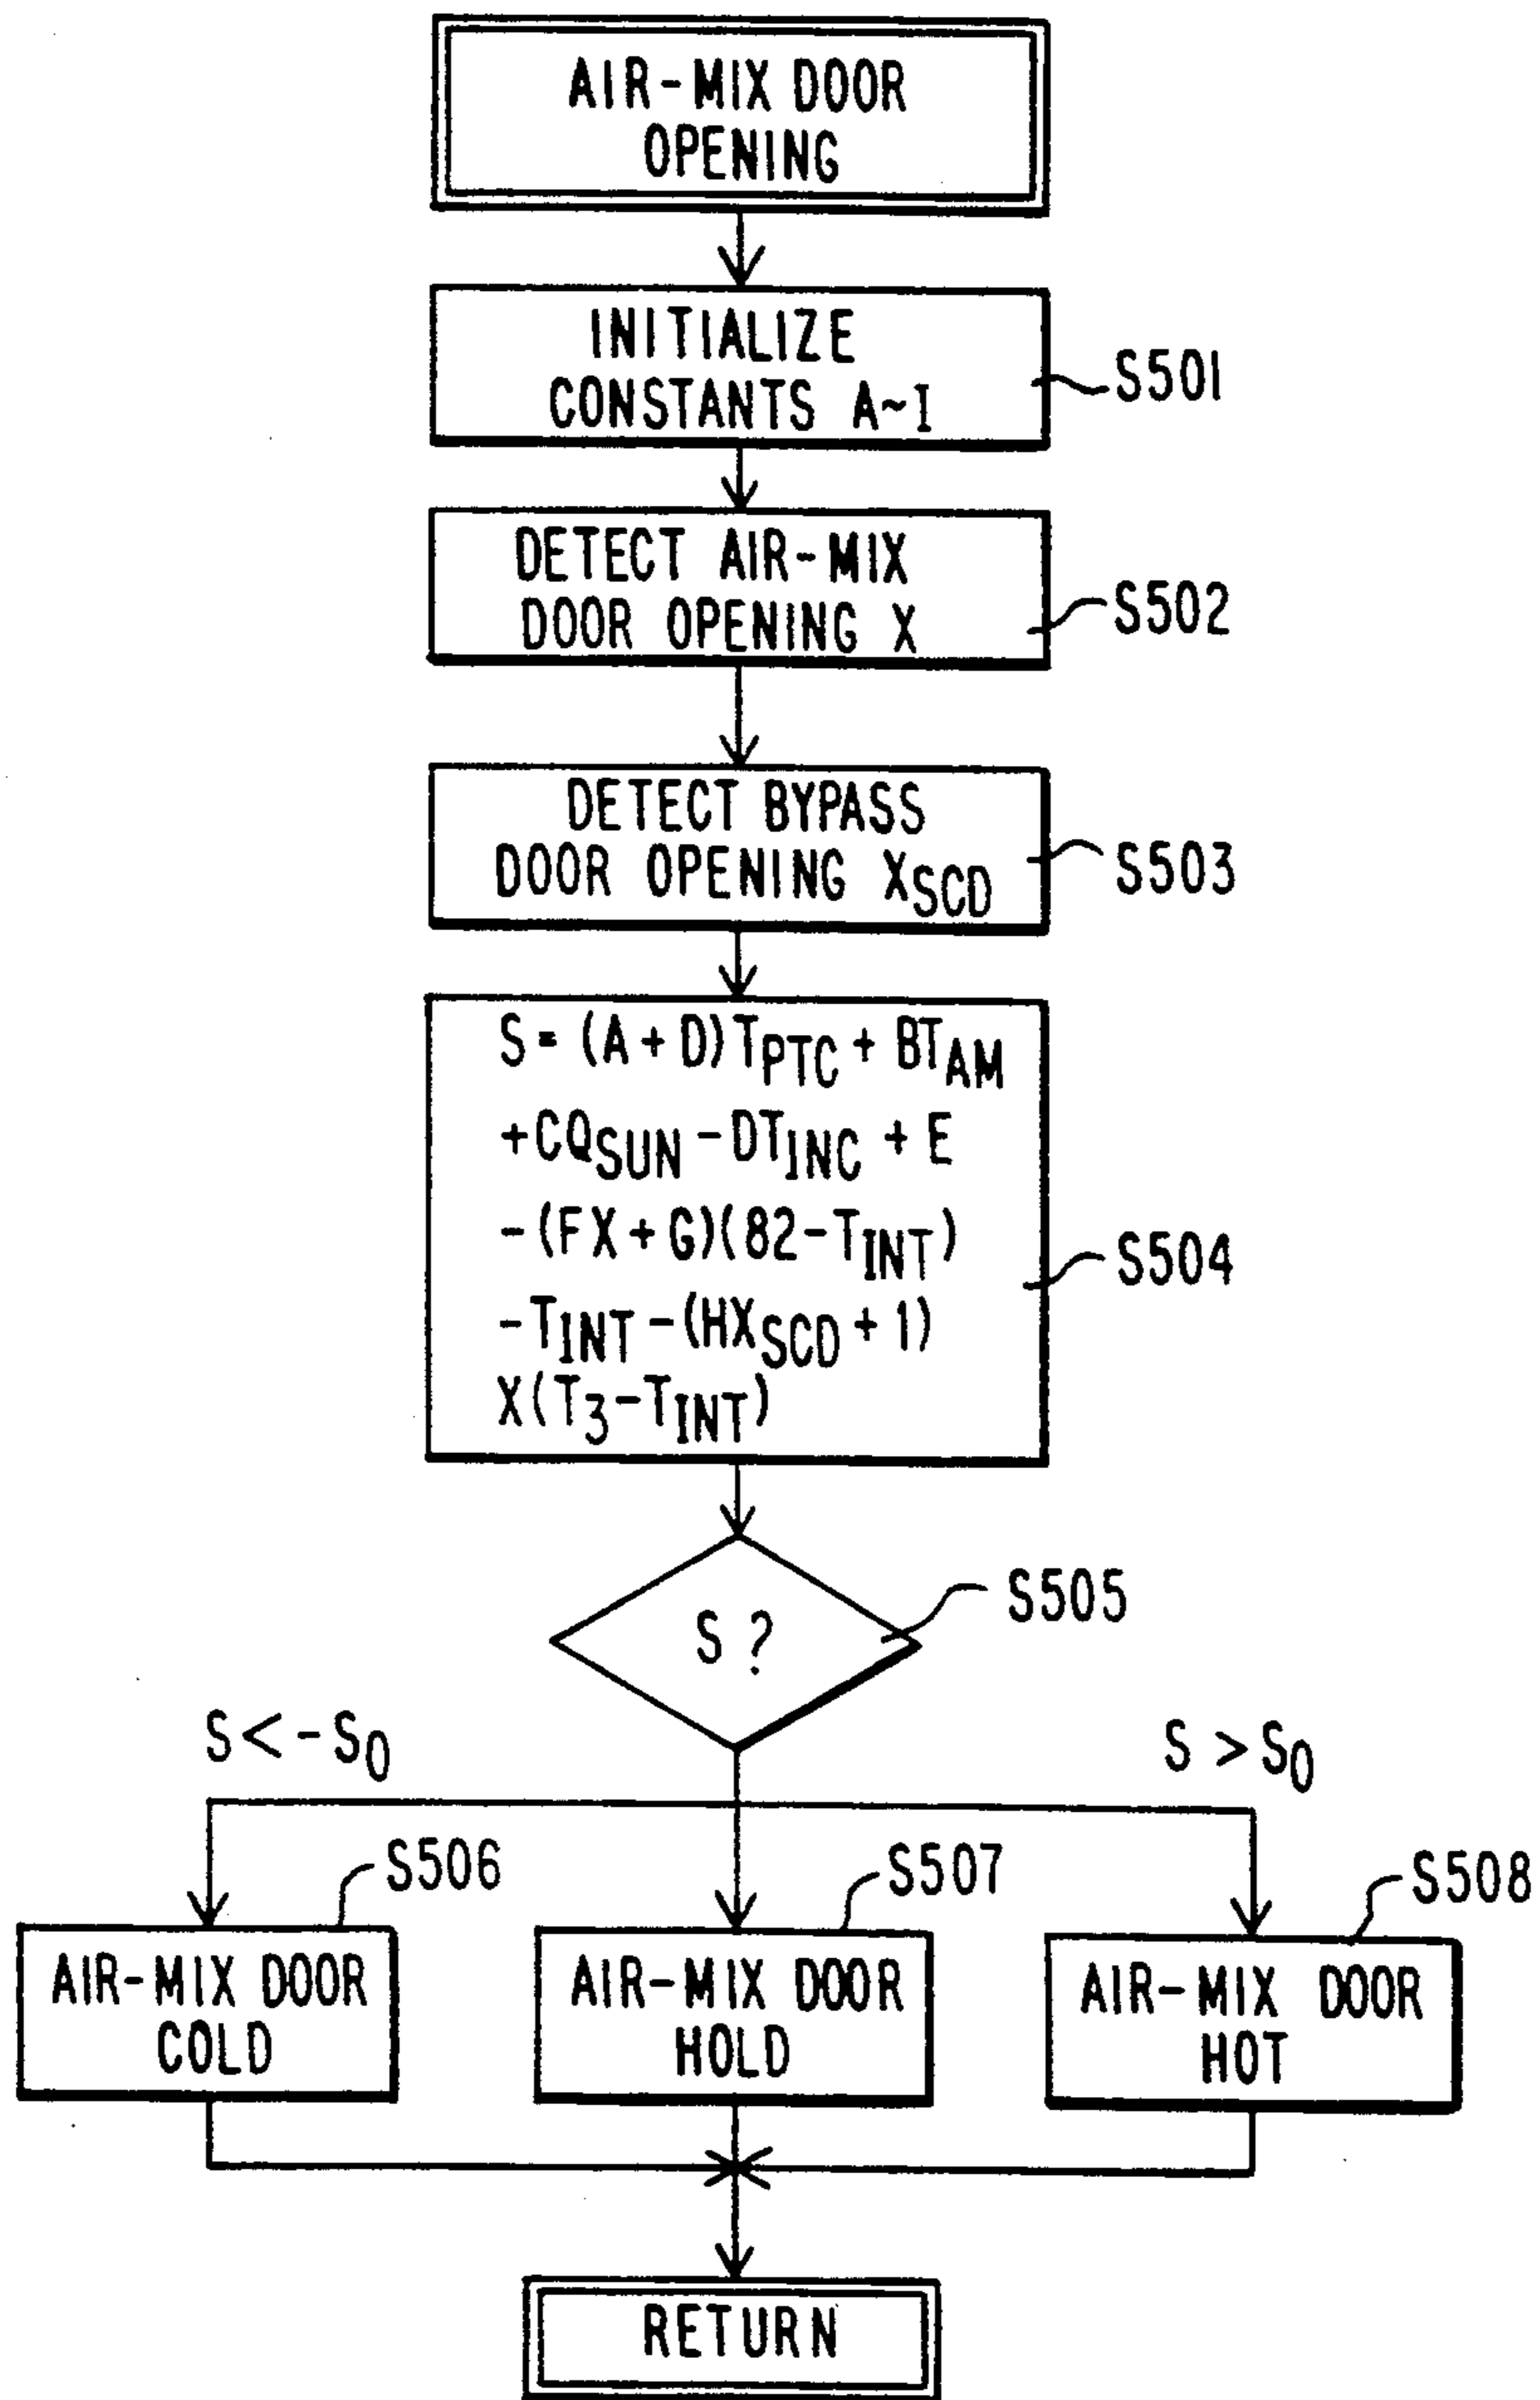 AIR-MIX DOOR
OPENING
INITIALIZE
CONSTANTS A~I
S501
DETECT AIR-MIX
DOOR OPENING X
S502
DETECT BYPASS
DOOR OPENING XSCD
S503
S = (A + D) TPTC + BTAM
+CQSUN - DTINC + E
-(FX + G)(82-TINT)
-TINT -(HXSCD + 1)
X(T3-TINT)
S504
S ?
S505
S < -S0
S > S0
S506
S507
S508
AIR-MIX DOOR
COLD
AIR-MIX DOOR
HOLD
AIR-MIX DOOR
HOT
RETURN